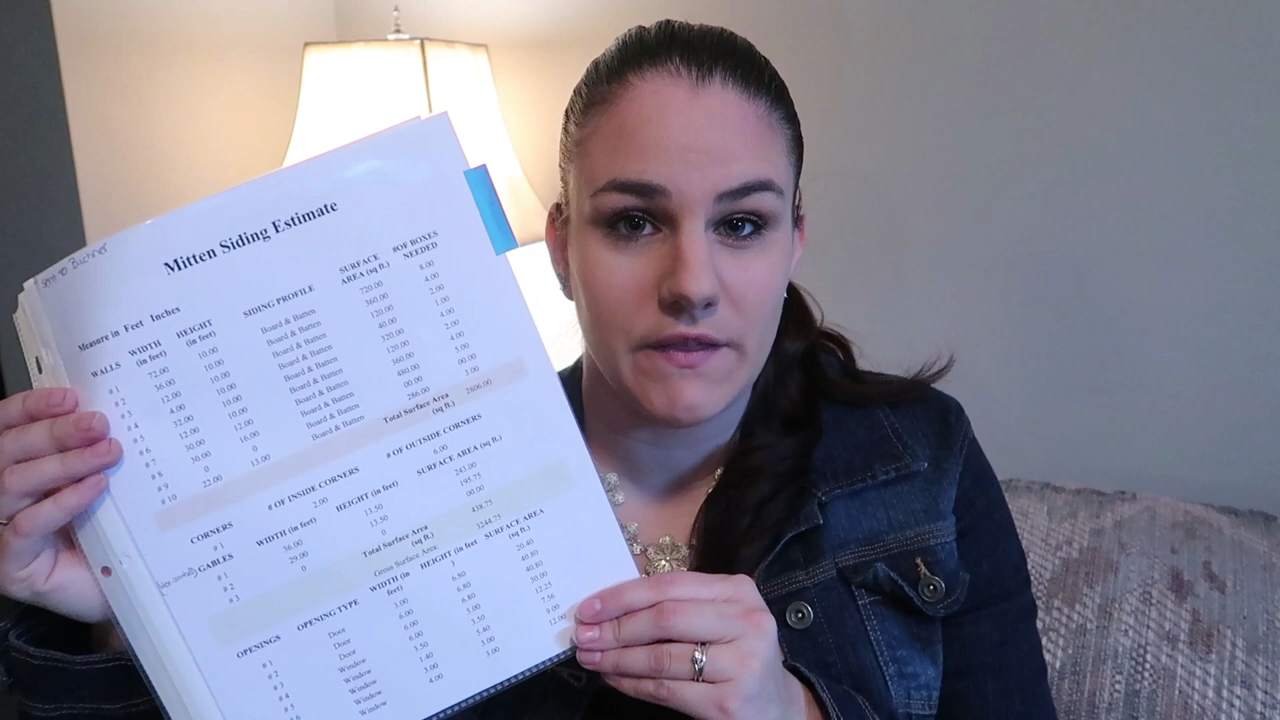 Mitten Siding Estimate
Measure in Feet Inches
WALLS WIDTH (in feet) HEIGHT (in feet) SIDING PROFILE SURFACE AREA (sq ft.) #OF BOXES NEEDED
# 1 72.00 10.00 Board & Batten 720.00 8.00
# 2 36.00 10.00 Board & Batten 360.00 4.00
# 3 12.00 10.00 Board & Batten 120.00 2.00
# 4 4.00 10.00 Board & Batten 40.00 1.00
# 5 32.00 10.00 Board & Batten 320.00 4.00
# 6 12.00 10.00 Board & Batten 120.00 2.00
# 7 30.00 12.00 Board & Batten 360.00 4.00
# 8 30.00 16.00 Board & Batten 480.00 5.00
# 9 0 0 Board & Batten 00.00 00.00
# 10 22.00 13.00 Board & Batten 286.00 3.00
Total Surface Area (sq ft.) 2806.00
CORNERS # OF INSIDE CORNERS # OF OUTSIDE CORNERS
# 1 2.00 6.00
GABLES WIDTH (in feet) HEIGHT (in feet) SURFACE AREA (sq ft.)
# 1 36.00 13.50 243.00
# 2 29.00 13.50 195.75
# 3 0 0 00.00
Total Surface Area (sq ft.) 438.75
Gross Surface Area: 3244.75
OPENINGS OPENING TYPE WIDTH (in feet) HEIGHT (in feet ) SURFACE AREA (sq ft.)
# 1 Door 3.00 6.80 20.40
# 2 Door 6.00 6.80 40.80
# 3 Door 6.00 6.80 40.80
# 4 Window 6.00 5.00 30.00
# 5 Window 3.50 3.50 12.25
# 6 Window 1.40 5.40 7.56
Window 3.00 3.00 9.00
4.00 3.00 12.00